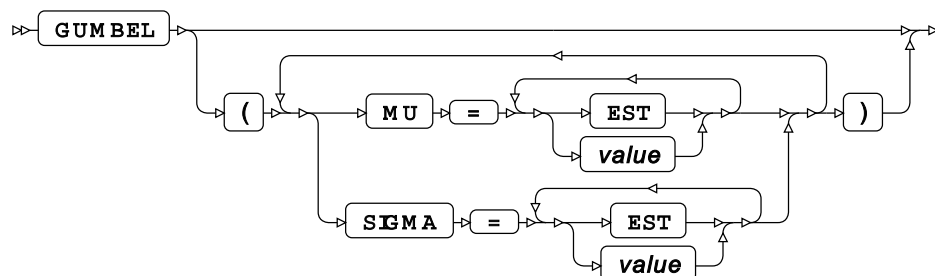 GUMBEL
( MU = EST )
value
SIGMA = EST
value